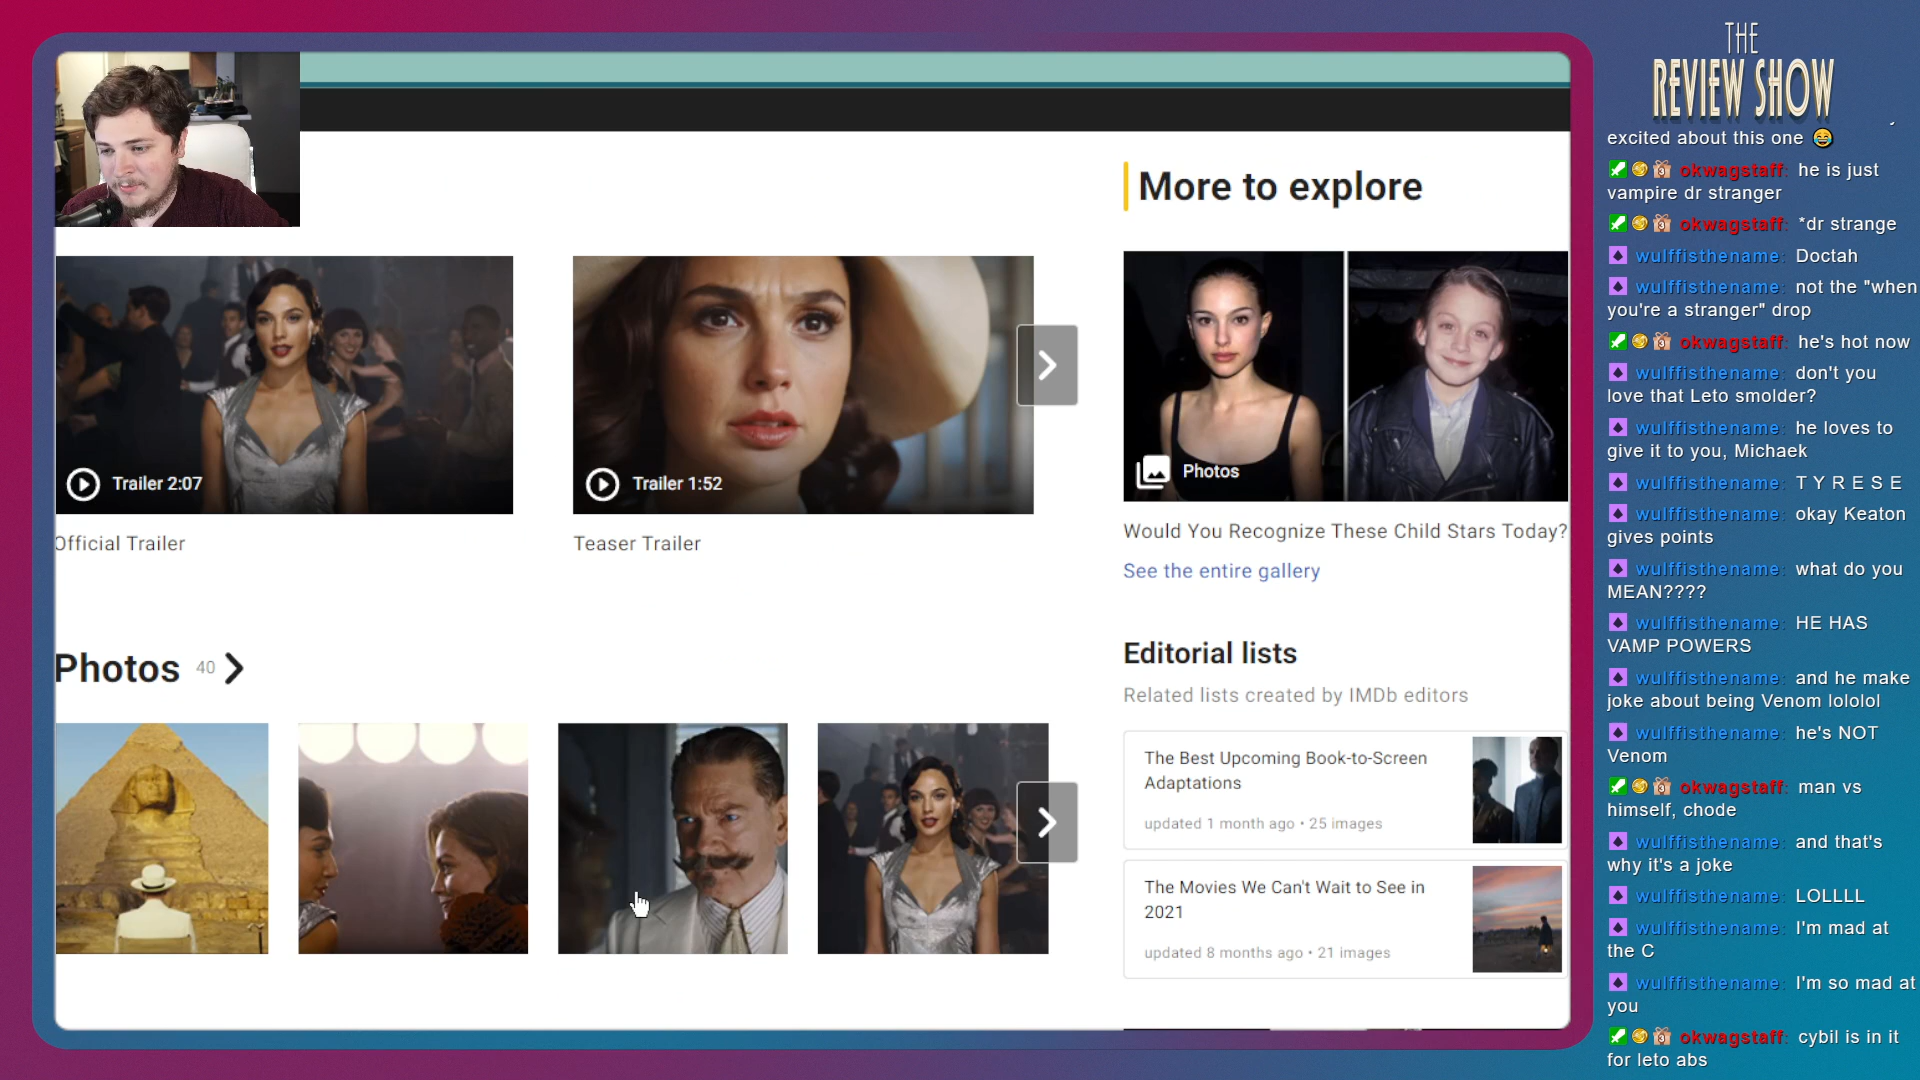 THE
REVIEW SHOW
excited about this one 😂
okwagstaff: he is just
vampire dr stranger
okwagstaff: *dr strange
wulffisthename: Doctah
wulffisthename: not the "when
you're a stranger" drop
okwagstaff: he's hot now
wulffisthename: don't you
love that Leto smolder?
wulffisthename: he loves to
give it to you, Michaek
wulffisthename: T Y R E S E
wulffisthename: okay Keaton
gives points
wulffisthename: what do you
MEAN????
wulffisthename: HE HAS
VAMP POWERS
wulffisthename: and he make
joke about being Venom lololol
wulffisthename: he's NOT
Venom
okwagstaff: man vs
himself, chode
wulffisthename: and that's
why it's a joke
wulffisthename: LOLLLL
wulffisthename: I'm mad at
the C
wulffisthename: I'm so mad at
you
okwagstaff: cybil is in it
for leto abs
More to explore
Trailer 2:07
Trailer 1:52
Photos
Official Trailer
Teaser Trailer
Would You Recognize These Child Stars Today?
See the entire gallery
Photos 40
Editorial lists
Related lists created by IMDb editors
The Best Upcoming Book-to-Screen
Adaptations
updated 1 month ago • 25 images
The Movies We Can't Wait to See in
2021
updated 8 months ago • 21 images